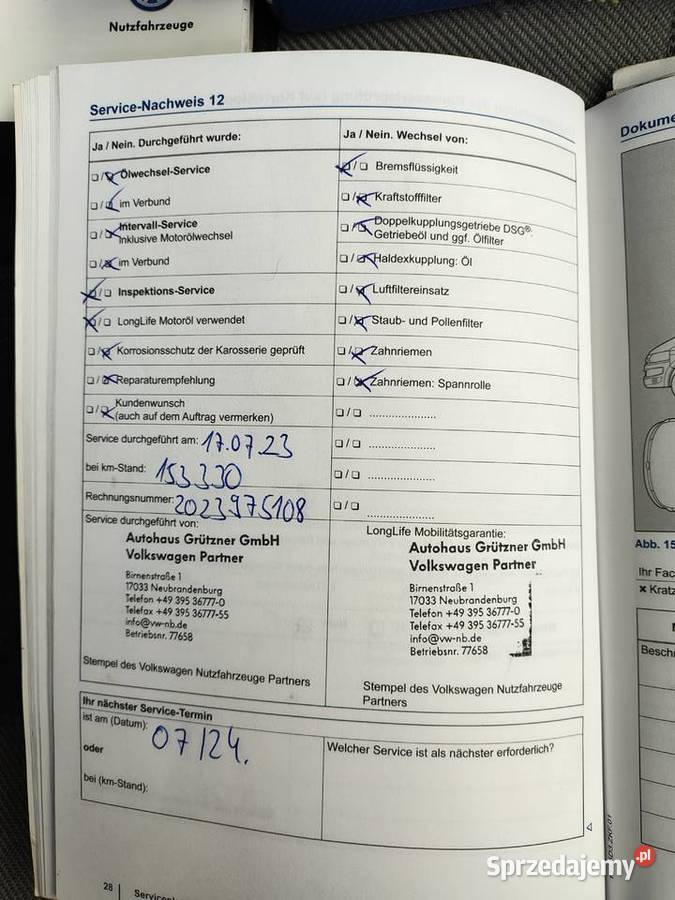 Nutzfahrzeuge
Service-Nachweis 12
Ja / Nein. Durchgeführt wurde:
Ja / Nein. Wechsel von:
Ölwechsel-Service
im Verbund
Intervall-Service
Inklusive Motorölwechsel
im Verbund
Inspektions-Service
LongLife Motoröl verwendet
Korrosionsschutz der Karosserie geprüft
Reparaturempfehlung
Kundenwunsch
(auch auf dem Auftrag vermerken)
Bremsflüssigkeit
Kraftstofffilter
Doppelkupplungsgetriebe DSG®:
Getriebeöl und ggf. Ölfilter
Haldexkupplung: Öl
Luftfiltereinsatz
Staub- und Pollenfilter
Zahnriemen
Zahnriemen: Spannrolle
Service durchgeführt am: 17.07.23
bei km-Stand: 153330
Rechnungsnummer: 2023975108
Service durchgeführt von:
Autohaus Grützner GmbH
Volkswagen Partner
Birnenstraße 1
17033 Neubrandenburg
Telefon +49 395 36777-0
Telefax +49 395 36777-55
info@vw-nb.de
Betriebsnr. 77658
Stempel des Volkswagen Nutzfahrzeuge Partners
LongLife Mobilitätsgarantie:
Autohaus Grützner GmbH
Volkswagen Partner
Birnenstraße 1
17033 Neubrandenburg
Telefon +49 395 36777-0
Telefax +49 395 36777-55
info@vw-nb.de
Betriebsnr. 77658
Stempel des Volkswagen Nutzfahrzeuge
Partners
Ihr nächster Service-Termin
ist am (Datum): 07/24.
oder
bei (km-Stand):
Welcher Service ist als nächster erforderlich?
28
Dokume
Abb. 15
Ihr Fac
× Kratz
Besch
Sprzedajemy.pl